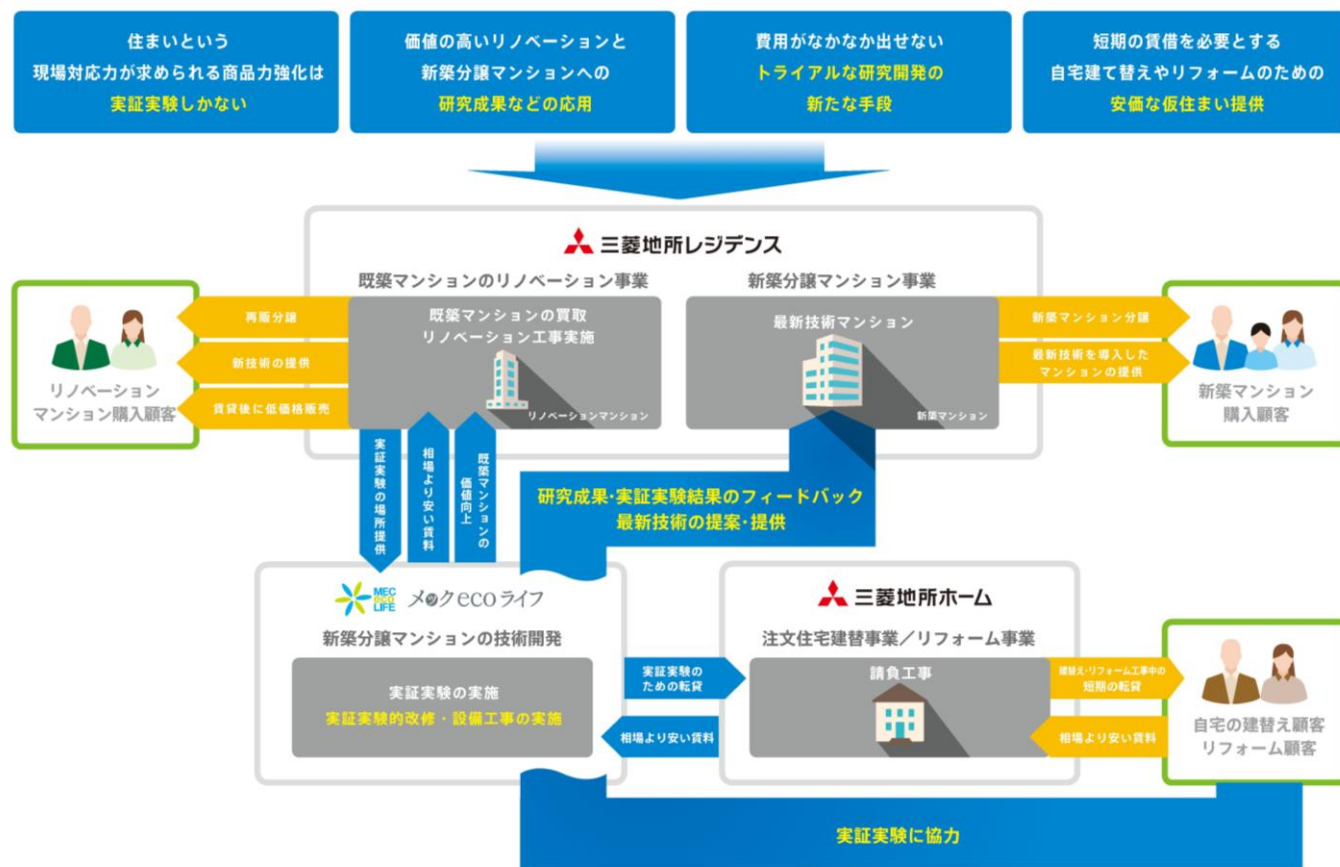 住まいという
現場対応力が求められる商品力強化は
実証実験しかない
価値の高いリノベーションと
新築分譲マンションへの
研究成果などの応用
費用がなかなか出せない
トライアルな研究開発の
新たな手段
短期の賃借を必要とする
自宅建て替えやリフォームのための
安価な仮住まい提供
三菱地所レジデンス
既築マンションのリノベーション事業
新築分譲マンション事業
リノベーション
マンション購入顧客
再販分譲
新技術の提供
賃貸後に低価格販売
既築マンションの買取
リノベーション工事実施
リノベーションマンション
最新技術マンション
新築マンション
新築マンション分譲
最新技術を導入した
マンションの提供
新築マンション
購入顧客
実証実験の場所提供
相場より安い賃料
既築マンションの
価値向上
研究成果・実証実験結果のフィードバック
最新技術の提案・提供
MEC
eco
LIFE
メックecoライフ
新築分譲マンションの技術開発
実証実験の実施
実証実験的改修・設備工事の実施
実証実験の
ための転貸
相場より安い賃料
三菱地所ホーム
注文住宅建替事業／リフォーム事業
請負工事
建替え・リフォーム工事中の
短期の転貸
相場より安い賃料
自宅の建替え顧客
リフォーム顧客
実証実験に協力